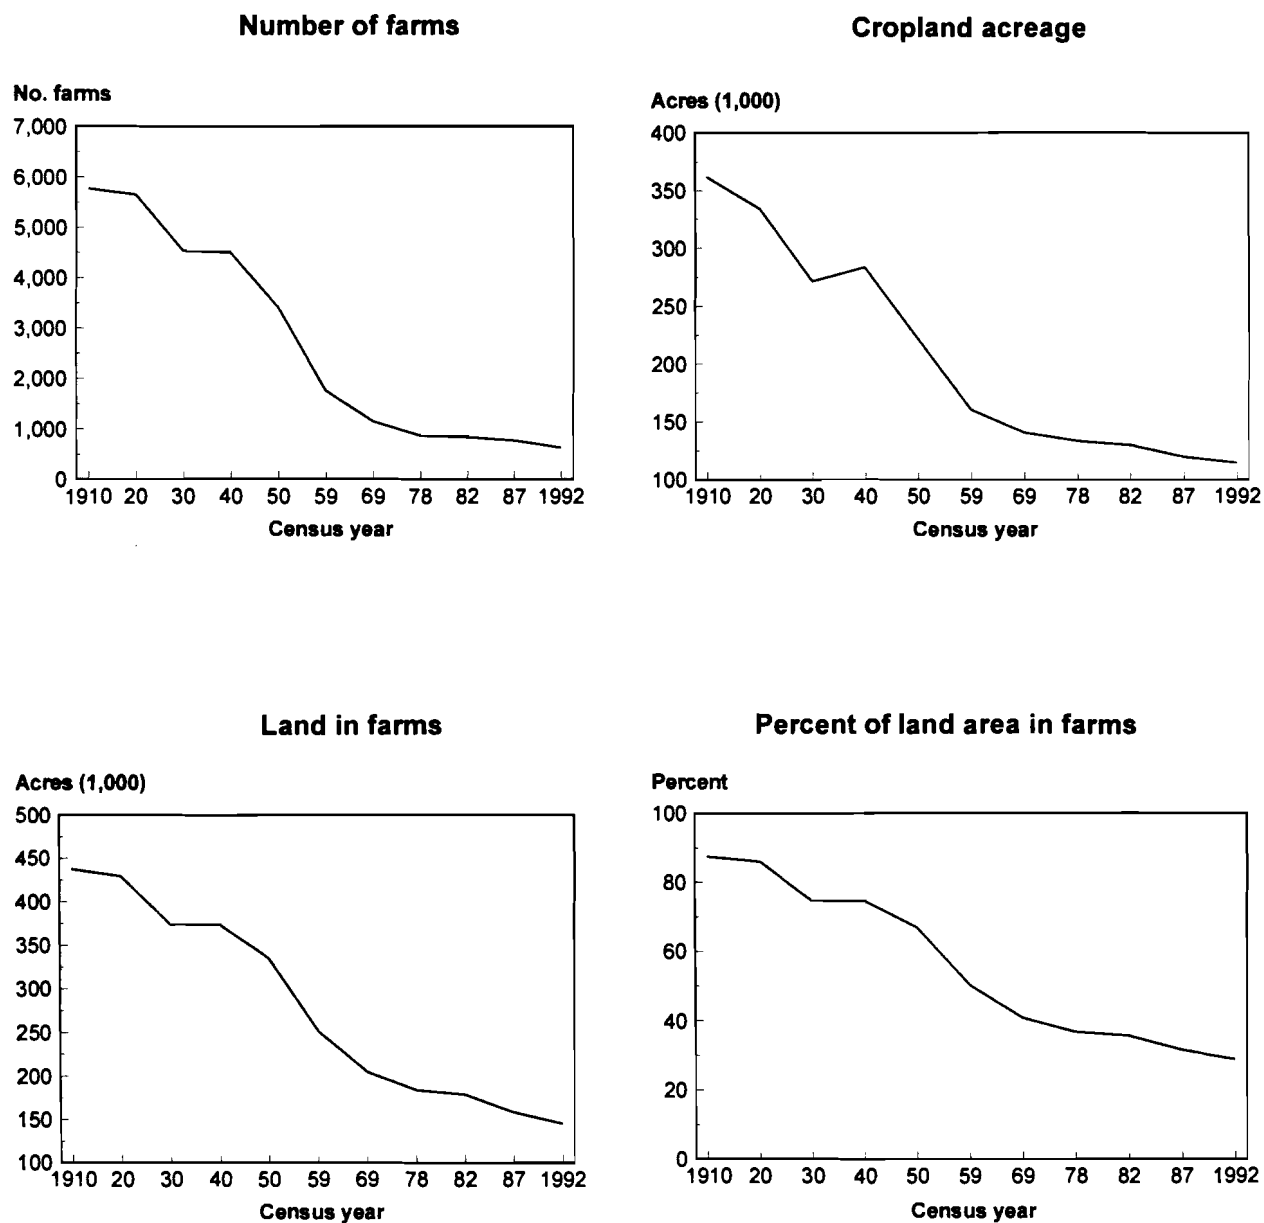 Number of farms
No. farms
7,000
6,000
5,000
4,000
3,000
2,000
1,000
0
1910 20 30 40 50 59 69 78 82 87 1992
Census year
Cropland acreage
Acres (1,000)
400
350
300
250
200
150
100
1910 20 30 40 50 59 69 78 82 87 1992
Census year
Land in farms
Acres (1,000)
500
450
400
350
300
250
200
150
100
1910 20 30 40 50 59 69 78 82 87 1992
Census year
Percent of land area in farms
Percent
100
80
60
40
20
0
1910 20 30 40 50 59 69 78 82 87 1992
Census year